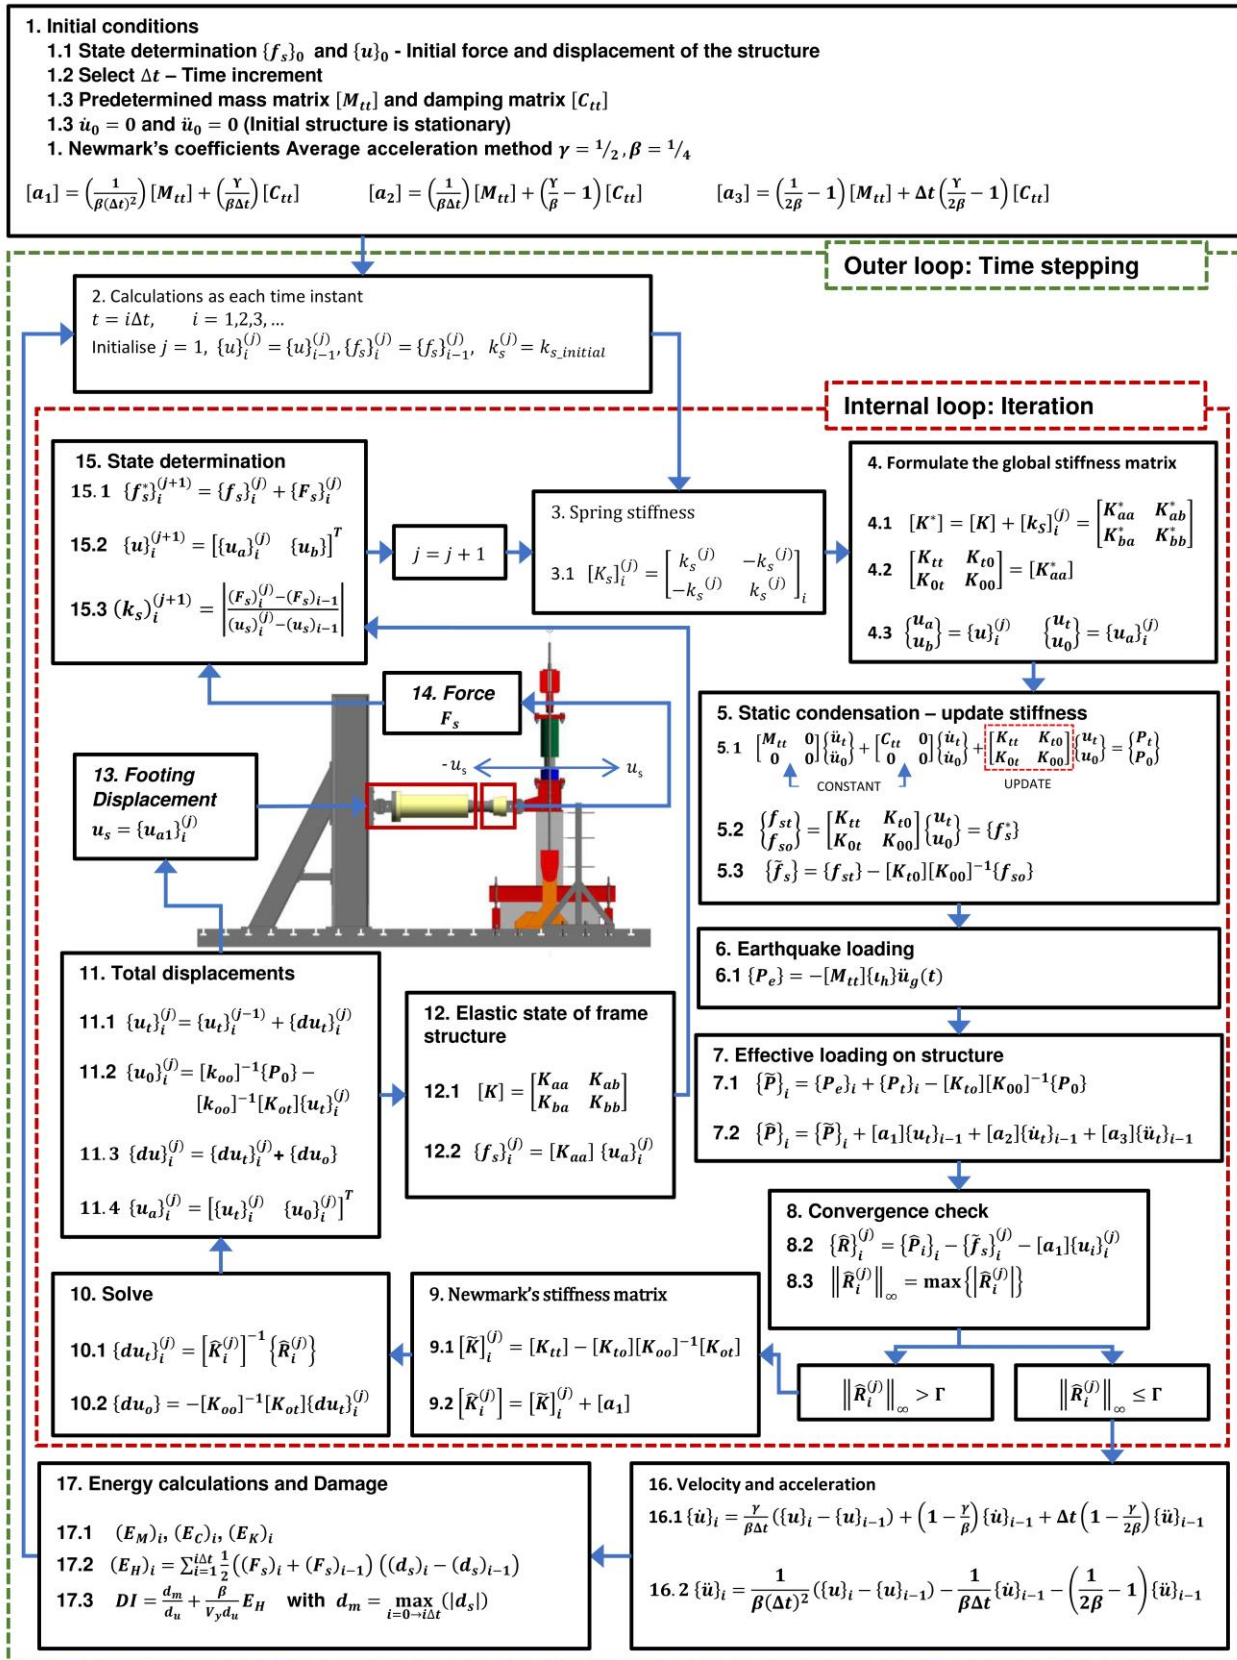 1. Initial conditions
1.1 State determination {f_s}_0 and {u}_0 - Initial force and displacement of the structure
1.2 Select Δt – Time increment
1.3 Predetermined mass matrix [M_tt] and damping matrix [C_tt]
1.3 u̇_0 = 0 and ü_0 = 0 (Initial structure is stationary)
1. Newmark's coefficients Average acceleration method γ = 1/2, β = 1/4
[a_1] = (1/(β(Δt)^2))[M_tt] + (γ/(βΔt))[C_tt] [a_2] = (1/(βΔt))[M_tt] + (γ/β − 1)[C_tt] [a_3] = (1/(2β) − 1)[M_tt] + Δt(γ/(2β) − 1)[C_tt]
Outer loop: Time stepping
2. Calculations as each time instant
t = iΔt, i = 1,2,3, ...
Initialise j = 1, {u}_i^(j) = {u}_{i−1}^(j), {f_s}_i^(j) = {f_s}_{i−1}^(j), k_s^(j) = k_{s_initial}
Internal loop: Iteration
3. Spring stiffness
3.1 [K_s]_i^(j) = [k_s^(j) −k_s^(j); −k_s^(j) k_s^(j)]_i
4. Formulate the global stiffness matrix
4.1 [K*] = [K] + [k_S]_i^(j) = [K*_aa K*_ab; K*_ba K*_bb]
4.2 [K_tt K_t0; K_0t K_00] = [K*_aa]
4.3 {u_a; u_b} = {u}_i^(j) {u_t; u_0} = {u_a}_i^(j)
5. Static condensation – update stiffness
5.1 [M_tt 0; 0 0]{ü_t; ü_0} + [C_tt 0; 0 0]{u̇_t; u̇_0} + [K_tt K_t0; K_0t K_00]{u_t; u_0} = {P_t; P_0}
CONSTANT
UPDATE
5.2 {f_st; f_so} = [K_tt K_t0; K_0t K_00]{u_t; u_0} = {f_s*}
5.3 {f̃_s} = {f_st} − [K_t0][K_00]^−1{f_so}
6. Earthquake loading
6.1 {P_e} = −[M_tt]{ι_h}ü_g(t)
7. Effective loading on structure
7.1 {P̃}_i = {P_e}_i + {P_t}_i − [K_to][K_00]^−1{P_0}
7.2 {P̂}_i = {P̃}_i + [a_1]{u_t}_{i−1} + [a_2]{u̇_t}_{i−1} + [a_3]{ü_t}_{i−1}
8. Convergence check
8.2 {R̂}_i^(j) = {P̂_i}_i − {f̃_s}_i^(j) − [a_1]{u_i}_i^(j)
8.3 ‖R̂_i^(j)‖_∞ = max{|R̂_i^(j)|}
‖R̂_i^(j)‖_∞ > Γ
‖R̂_i^(j)‖_∞ ≤ Γ
9. Newmark's stiffness matrix
9.1 [K̃]_i^(j) = [K_tt] − [K_to][K_oo]^−1[K_ot]
9.2 [K̂_i^(j)] = [K̃]_i^(j) + [a_1]
10. Solve
10.1 {du_t}_i^(j) = [K̂_i^(j)]^−1{R̂_i^(j)}
10.2 {du_o} = −[K_oo]^−1[K_ot]{du_t}_i^(j)
11. Total displacements
11.1 {u_t}_i^(j) = {u_t}_i^(j−1) + {du_t}_i^(j)
11.2 {u_0}_i^(j) = [k_oo]^−1{P_0} −
[k_oo]^−1[K_ot]{u_t}_i^(j)
11.3 {du}_i^(j) = {du_t}_i^(j) + {du_o}
11.4 {u_a}_i^(j) = [{u_t}_i^(j) {u_0}_i^(j)]^T
12. Elastic state of frame
structure
12.1 [K] = [K_aa K_ab; K_ba K_bb]
12.2 {f_s}_i^(j) = [K_aa] {u_a}_i^(j)
13. Footing
Displacement
u_s = {u_a1}_i^(j)
14. Force
F_s
-u_s
u_s
15. State determination
15.1 {f_s*}_i^(j+1) = {f_s}_i^(j) + {F_s}_i^(j)
15.2 {u}_i^(j+1) = [{u_a}_i^(j) {u_b}]^T
15.3 (k_s)_i^(j+1) = |((F_s)_i^(j) − (F_s)_{i−1})/((u_s)_i^(j) − (u_s)_{i−1})|
j = j + 1
16. Velocity and acceleration
16.1 {u̇}_i = γ/(βΔt)({u}_i − {u}_{i−1}) + (1 − γ/β){u̇}_{i−1} + Δt(1 − γ/(2β)){ü}_{i−1}
16.2 {ü}_i = 1/(β(Δt)^2)({u}_i − {u}_{i−1}) − 1/(βΔt){u̇}_{i−1} − (1/(2β) − 1){ü}_{i−1}
17. Energy calculations and Damage
17.1 (E_M)_i, (E_C)_i, (E_K)_i
17.2 (E_H)_i = Σ_{i=1}^{iΔt} 1/2((F_s)_i + (F_s)_{i−1}) ((d_s)_i − (d_s)_{i−1})
17.3 DI = d_m/d_u + β/(V_y d_u) E_H with d_m = max_{i=0→iΔt}(|d_s|)